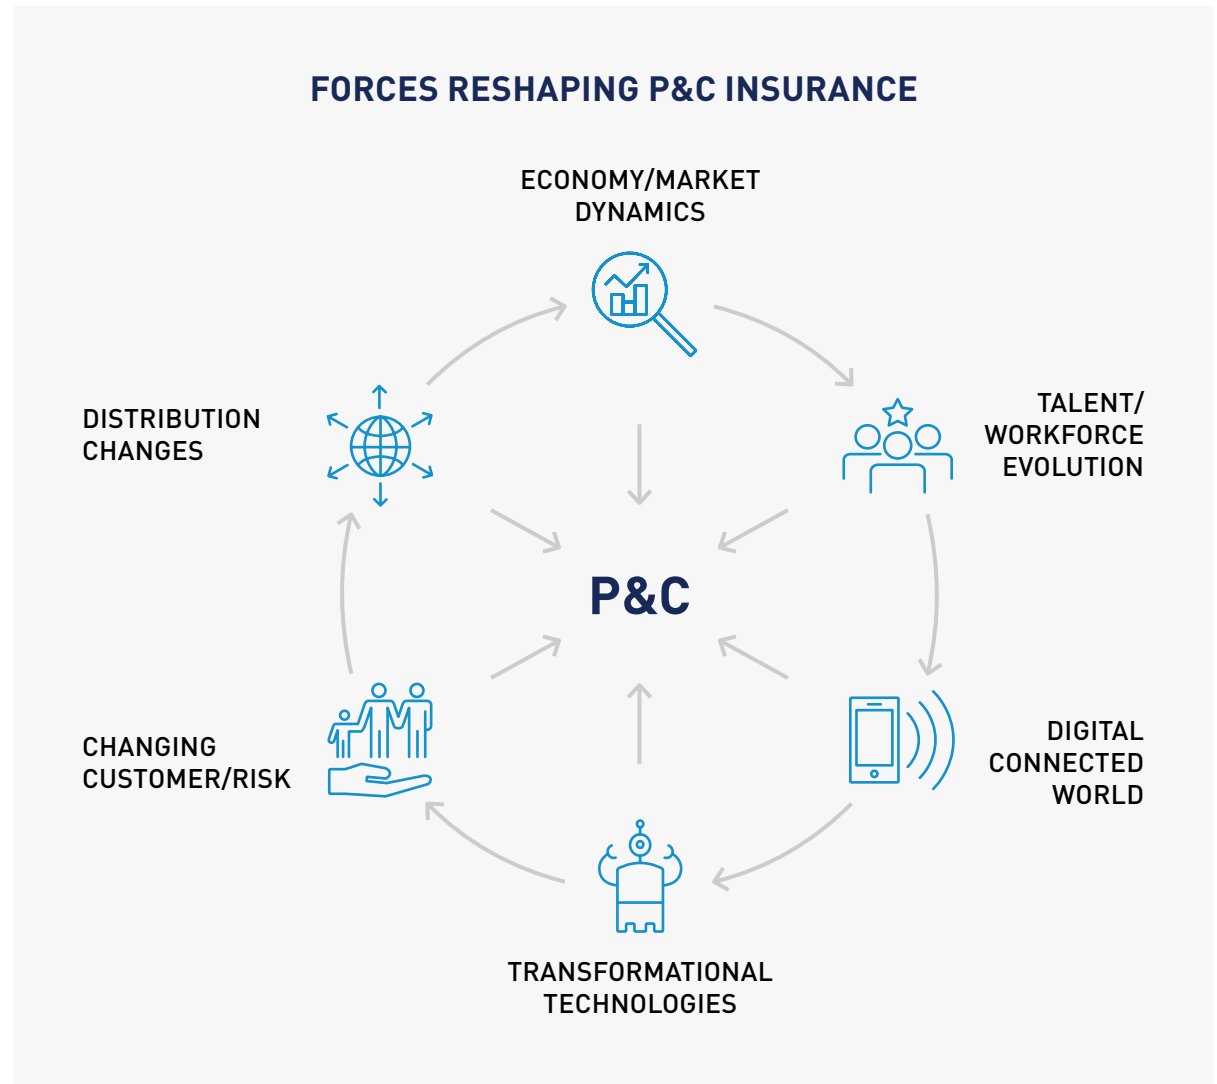 FORCES RESHAPING P&C INSURANCE
ECONOMY/MARKET
DYNAMICS
TALENT/
WORKFORCE
EVOLUTION
DISTRIBUTION
CHANGES
P&C
DIGITAL
CONNECTED
WORLD
CHANGING
CUSTOMER/RISK
TRANSFORMATIONAL
TECHNOLOGIES